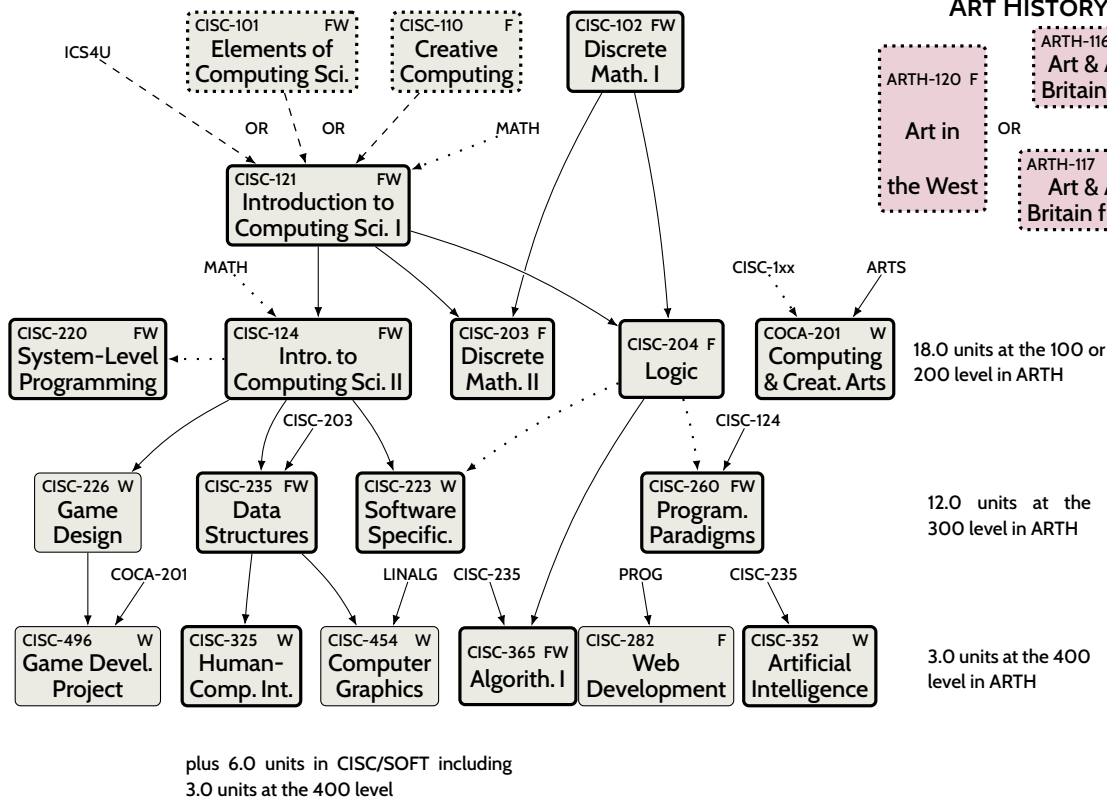 ART HISTORY
CISC-101 FW
Elements of
Computing Sci.
CISC-110 F
Creative
Computing
CISC-102 FW
Discrete
Math. I
ICS4U
OR
OR
MATH
ARTH-120 F
Art in
the West
OR
ARTH-116
Art &
Britain
ARTH-117
Art &
Britain f
CISC-121 FW
Introduction to
Computing Sci. I
MATH
CISC-1xx
ARTS
CISC-220 FW
System-Level
Programming
CISC-124 FW
Intro. to
Computing Sci. II
CISC-203 F
Discrete
Math. II
CISC-204 F
Logic
COCA-201 W
Computing
& Creat. Arts
18.0 units at the 100 or
200 level in ARTH
CISC-203
CISC-124
CISC-226 W
Game
Design
CISC-235 FW
Data
Structures
CISC-223 W
Software
Specific.
CISC-260 FW
Program.
Paradigms
12.0 units at the
300 level in ARTH
COCA-201
LINALG
CISC-235
PROG
CISC-235
CISC-496 W
Game Devel.
Project
CISC-325 W
Human-
Comp. Int.
CISC-454 W
Computer
Graphics
CISC-365 FW
Algorith. I
CISC-282 F
Web
Development
CISC-352 W
Artificial
Intelligence
3.0 units at the 400
level in ARTH
plus 6.0 units in CISC/SOFT including
3.0 units at the 400 level